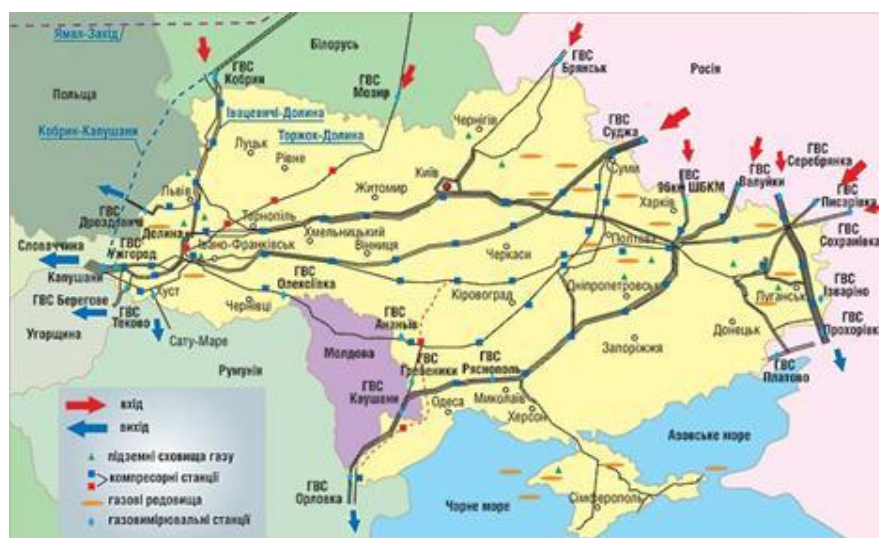 Ямал-Захід
Білорусь
ГВС
Кобрин
ГВС
Мозир
ГВС
Брянськ
Росія
Польща
Івацевичі-Долина
Кобрин-Капушани
Торжок-Долина
Чернігів
ГВС
Суджа
Суми
ГВС
Серебрянка
ГВС
Валуйки
ГВС
96км ШБКМ
ГВС
Писарівка
ГВС
Сохранівка
Луцьк
Рівне
Київ
Житомир
Львів
Харків
ГВС
Дроздовичі
Долина
Тернопіль
Хмельницький
Вінниця
Полтава
Словаччина
ГВС
Ужгород
Івано-Франківськ
Черкаси
Капушани
ГВС
Олексіївка
Кіровоград
Дніпропетровськ
Луганськ
ГВС
Ізваріно
ГВС Берегове
Хуст
ГВС
Теково
Чернівці
ГВС
Ананьїв
Донецьк
ГВС
Прохорівка
Угорщина
Сату-Маре
Молдова
ГВС
Гребеники
ГВС
Рясиополь
Запоріжжя
ГВС
Платово
Румунія
ГВС
Каушани
Одеса
Миколаїв
Херсон
Азовське море
вхід
вихід
підземні сховища газу
компресорні станції
газові родовища
газовимірювальні станції
ГВС
Орловка
Чорне море
Сімферополь